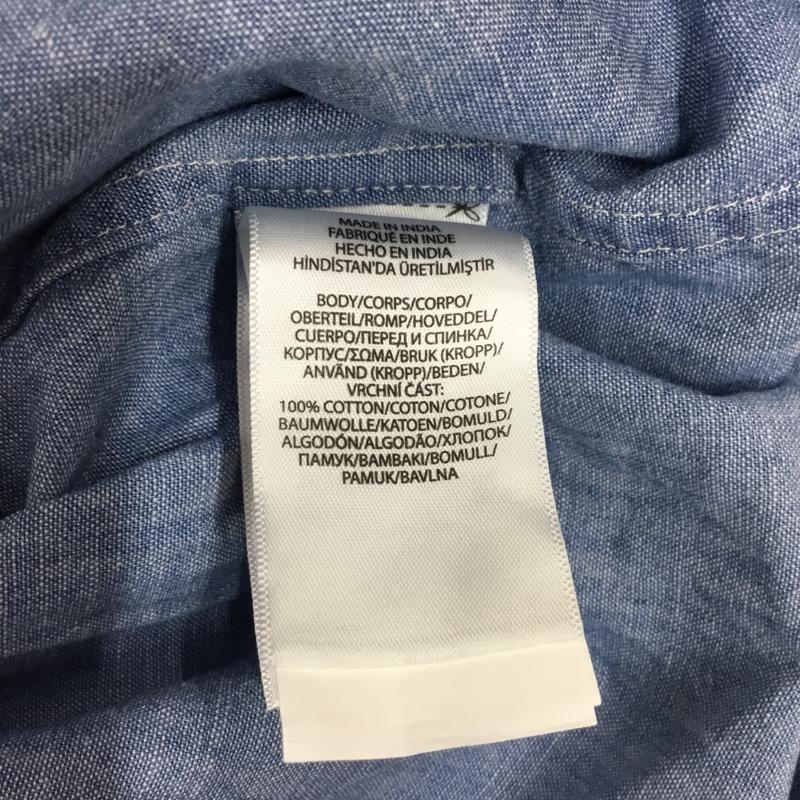 MADE IN INDIA
FABRIQUÉ EN INDE
HECHO EN INDIA
HİNDİSTAN'DA ÜRETİLMİŞTİR
BODY/CORPS/CORPO/
OBERTEIL/ROMP/HOVEDDEL/
CUERPO/ПЕРЕД И СПИНКА/
КОРПУС/ΣΩΜΑ/BRUK (KROPP)/
ANVÄND (KROPP)/BEDEN/
VRCHNÍ ČÁST:
100% COTTON/COTON/COTONE/
BAUMWOLLE/KATOEN/BOMULD/
ALGODÓN/ALGODÃO/ХЛОПОК/
ПАМУК/BAMBAKI/BOMULL/
PAMUK/BAVLNA